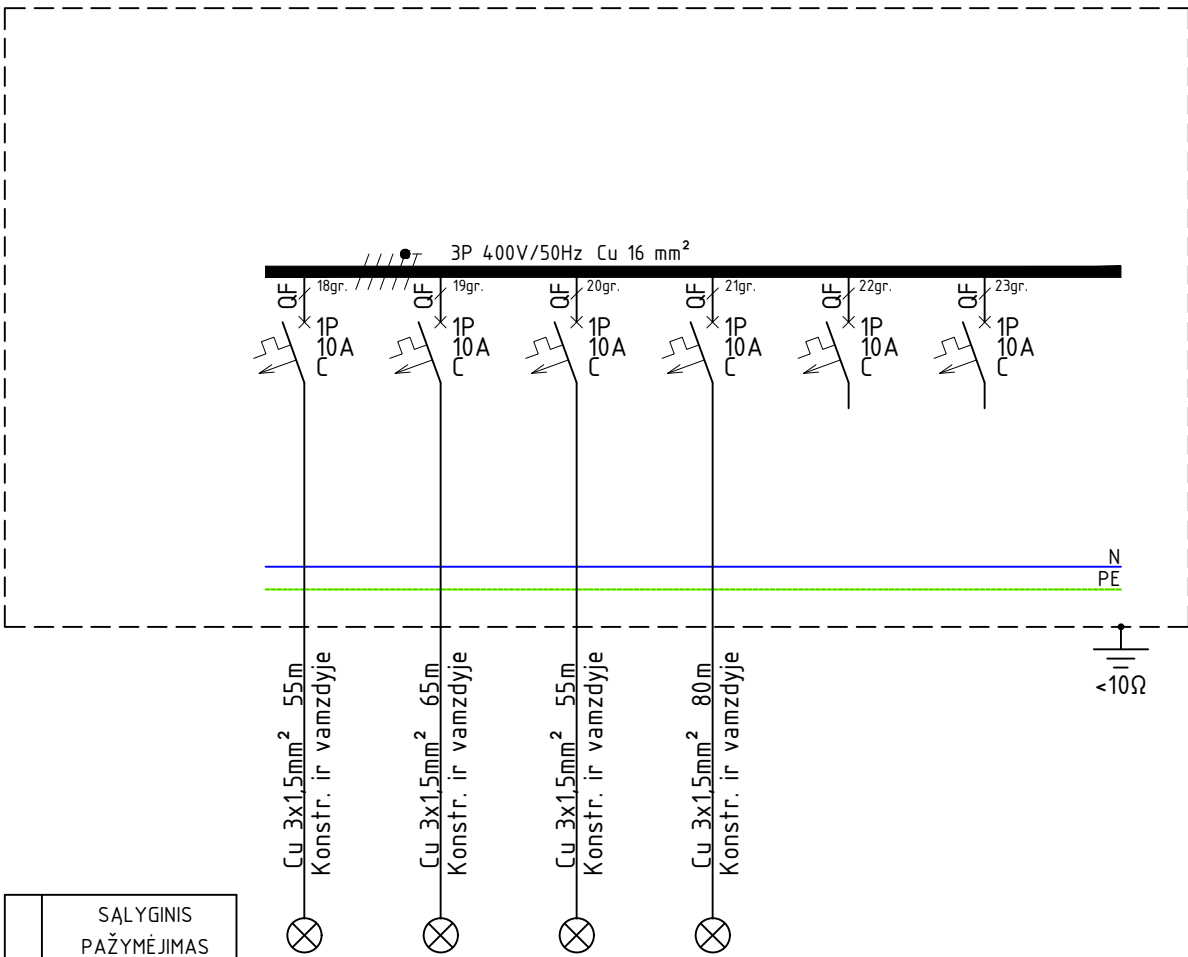 3P 400V/50Hz Cu 16 mm²
QF 18gr.
1P
10A
C
QF 19gr.
1P
10A
C
QF 20gr.
1P
10A
C
QF 21gr.
1P
10A
C
QF 22gr.
1P
10A
C
QF 23gr.
1P
10A
C
N
PE
<10Ω
Cu 3x1,5mm² 55m
Konstr. ir vamzdyje
Cu 3x1,5mm² 65m
Konstr. ir vamzdyje
Cu 3x1,5mm² 55m
Konstr. ir vamzdyje
Cu 3x1,5mm² 80m
Konstr. ir vamzdyje
SĄLYGINIS
PAŽYMĖJIMAS